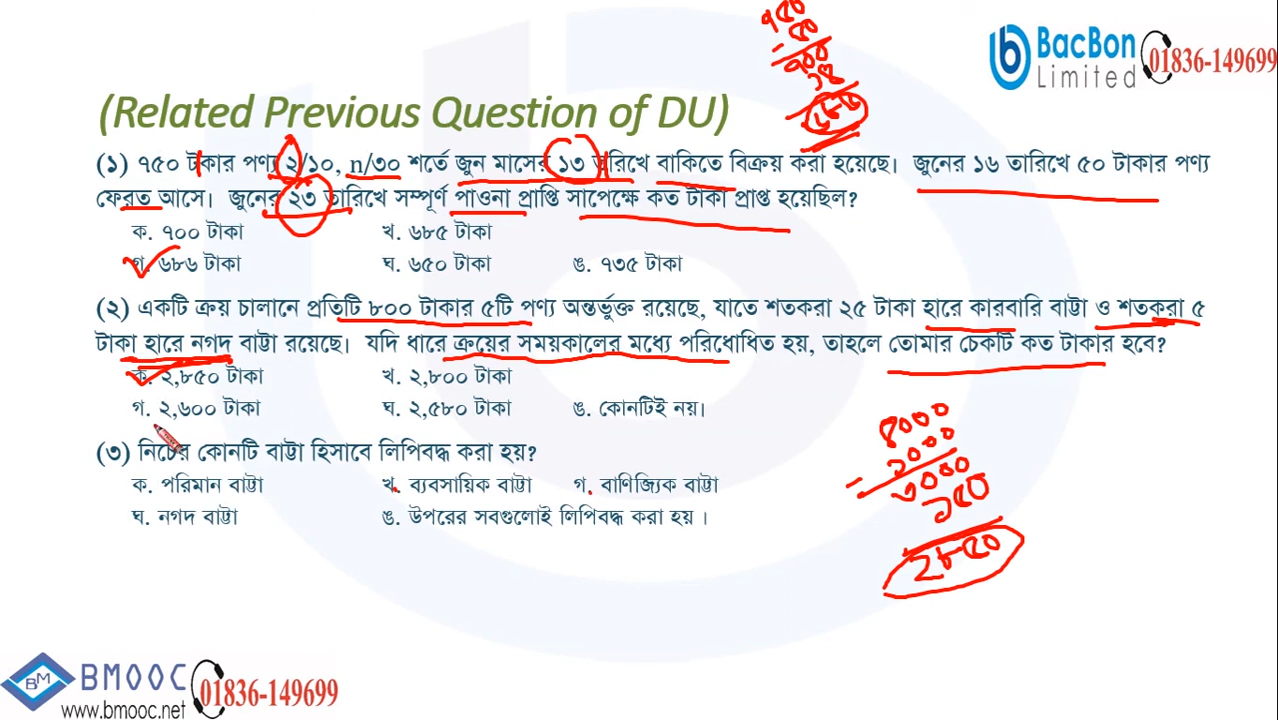 BacBon
Limited
01836-149699
(Related Previous Question of DU)
(১) ৭৫০ টাকার পণ্য ২/১০, n/৩০ শর্তে জুন মাসের ১৩ তারিখে বাকিতে বিক্রয় করা হয়েছে। জুনের ১৬ তারিখে ৫০ টাকার পণ্য
ফেরত আসে। জুনের ২৩ তারিখে সম্পূর্ণ পাওনা প্রাপ্তি সাপেক্ষে কত টাকা প্রাপ্ত হয়েছিল?
ক. ৭০০ টাকা খ. ৬৮৫ টাকা
গ. ৬৮৬ টাকা ঘ. ৬৫০ টাকা ঙ. ৭৩৫ টাকা
(২) একটি ক্রয় চালানে প্রতিটি ৮০০ টাকার ৫টি পণ্য অন্তর্ভুক্ত রয়েছে, যাতে শতকরা ২৫ টাকা হারে কারবারি বাট্টা ও শতকরা ৫
টাকা হারে নগদ বাট্টা রয়েছে। যদি ধারে ক্রয়ের সময়কালের মধ্যে পরিধোধিত হয়, তাহলে তোমার চেকটি কত টাকার হবে?
ক. ২,৮৫০ টাকা খ. ২,৮০০ টাকা
গ. ২,৬০০ টাকা ঘ. ২,৫৮০ টাকা ঙ. কোনটিই নয়।
(৩) নিচের কোনটি বাট্টা হিসাবে লিপিবদ্ধ করা হয়?
ক. পরিমান বাট্টা খ. ব্যবসায়িক বাট্টা গ. বাণিজ্যিক বাট্টা
ঘ. নগদ বাট্টা ঙ. উপরের সবগুলোই লিপিবদ্ধ করা হয়।
৪০০০
১০০০
৩০০০
১৫০
২৮৫০
BM
BMOOC
01836-149699
www.bmooc.net